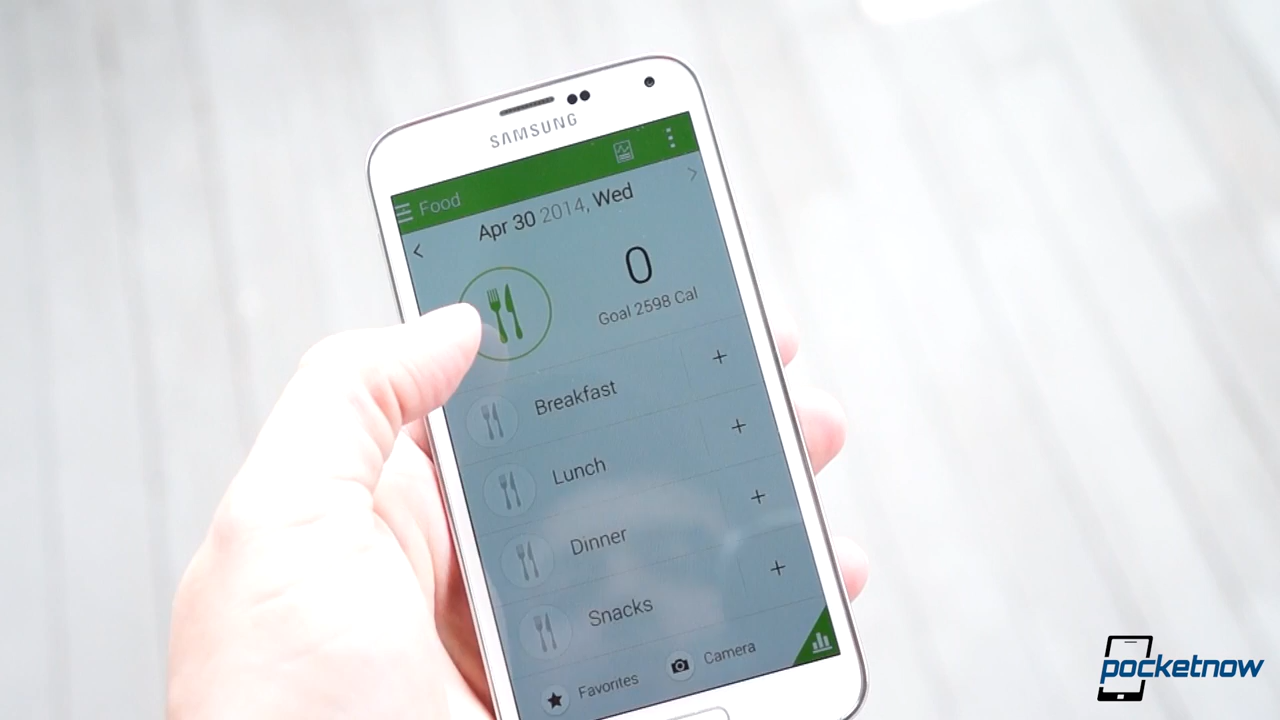 SAMSUNG
Food
Apr 30 2014, Wed
0
Goal 2598 Cal
Breakfast
Lunch
Dinner
Snacks
Favorites
Camera
pocketnow